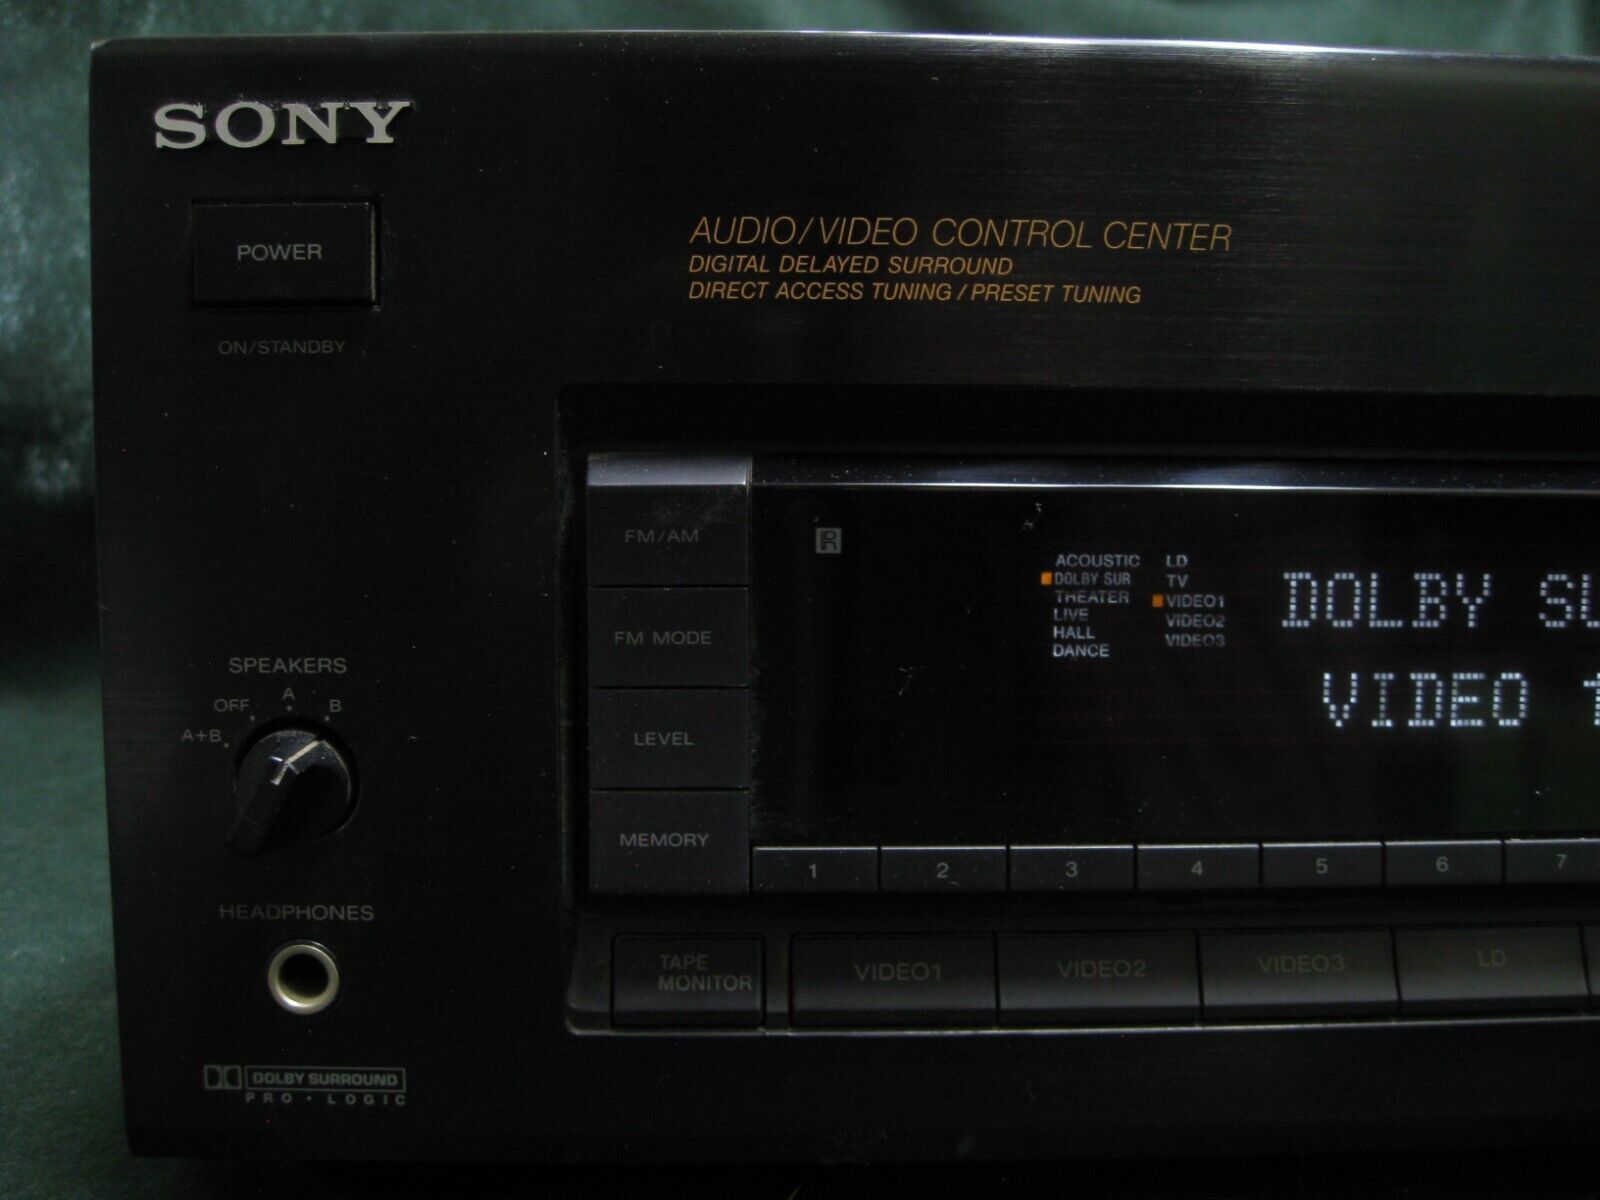 SONY
POWER
ON/STANDBY
AUDIO/VIDEO CONTROL CENTER
DIGITAL DELAYED SURROUND
DIRECT ACCESS TUNING / PRESET TUNING
SPEAKERS
A
OFF
B
A+B
HEADPHONES
DOLBY SURROUND
PRO • LOGIC
FM/AM
FM MODE
LEVEL
MEMORY
ACOUSTIC
DOLBY SUR
THEATER
LIVE
HALL
DANCE
LD
TV
VIDEO1
VIDEO2
VIDEO3
DOLBY SU
VIDEO 1
1 2 3 4 5 6 7
TAPE
MONITOR
VIDEO1
VIDEO2
VIDEO3
LD